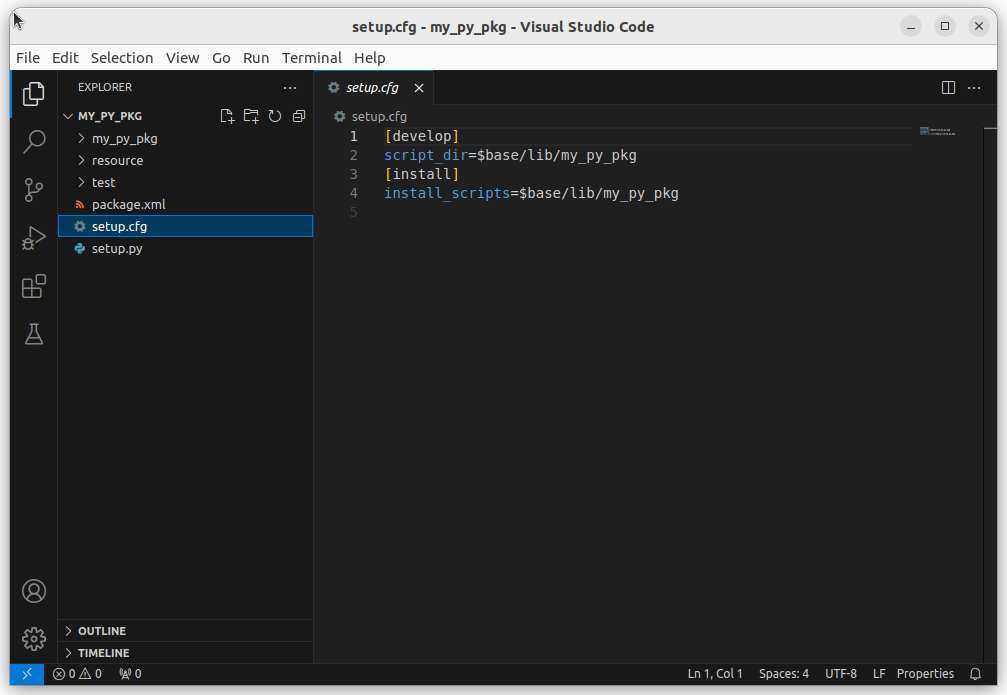 setup.cfg - my_py_pkg - Visual Studio Code
File Edit Selection View Go Run Terminal Help
EXPLORER
MY_PY_PKG
my_py_pkg
resource
test
package.xml
setup.cfg
setup.py
OUTLINE
TIMELINE
setup.cfg
setup.cfg
1 [develop]
2 script_dir=$base/lib/my_py_pkg
3 [install]
4 install_scripts=$base/lib/my_py_pkg
5
0 0 0 Ln 1, Col 1 Spaces: 4 UTF-8 LF Properties